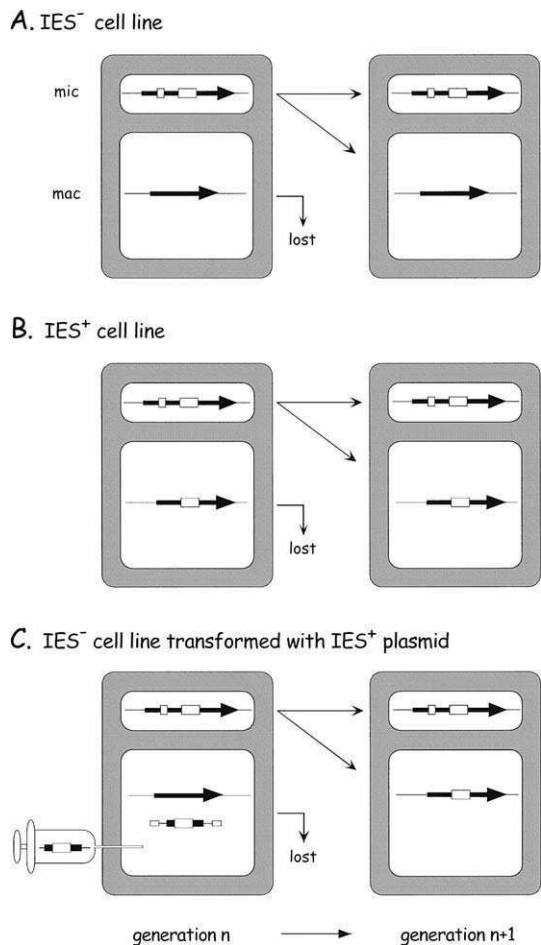 A. IES⁻ cell line
mic
mac
lost
B. IES⁺ cell line
lost
C. IES⁻ cell line transformed with IES⁺ plasmid
lost
generation n
generation n+1